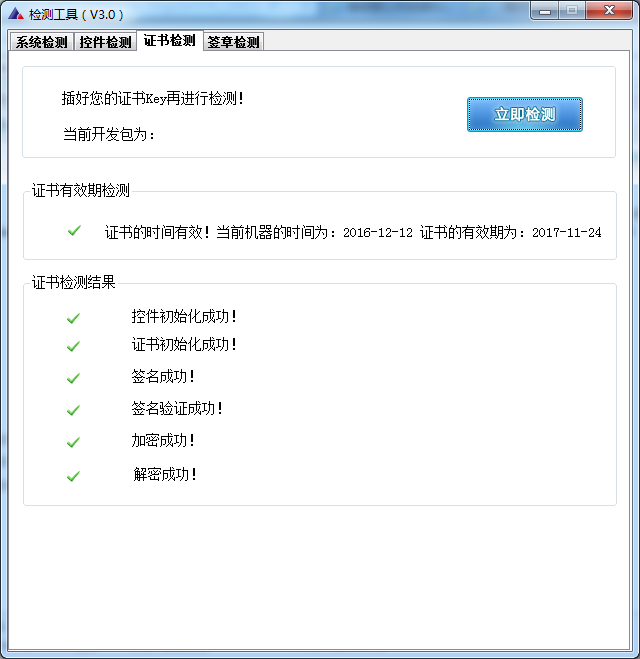 检测工具（V3.0）
系统检测 控件检测 证书检测 签章检测
插好您的证书Key再进行检测！
立即检测
当前开发包为：
证书有效期检测
证书的时间有效！当前机器的时间为：2016-12-12 证书的有效期为：2017-11-24
证书检测结果
控件初始化成功！
证书初始化成功！
签名成功！
签名验证成功！
加密成功！
解密成功！